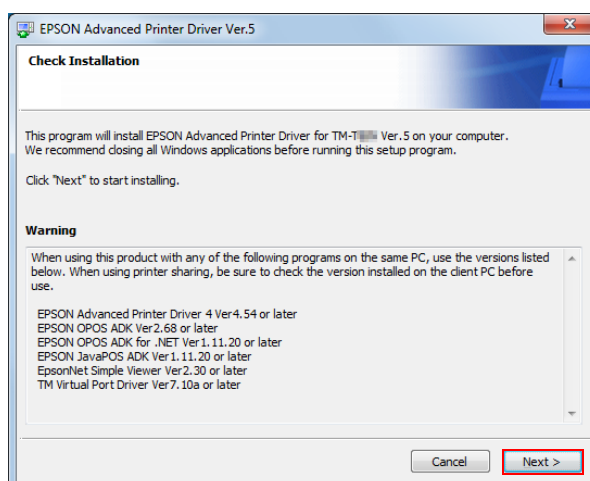 EPSON Advanced Printer Driver Ver.5
Check Installation
This program will install EPSON Advanced Printer Driver for TM-T Ver.5 on your computer.
We recommend closing all Windows applications before running this setup program.
Click "Next" to start installing.
Warning
When using this product with any of the following programs on the same PC, use the versions listed
below. When using printer sharing, be sure to check the version installed on the client PC before
use.
EPSON Advanced Printer Driver 4 Ver4.54 or later
EPSON OPOS ADK Ver2.68 or later
EPSON OPOS ADK for .NET Ver1.11.20 or later
EPSON JavaPOS ADK Ver1.11.20 or later
EpsonNet Simple Viewer Ver2.30 or later
TM Virtual Port Driver Ver7.10a or later
Cancel
Next >